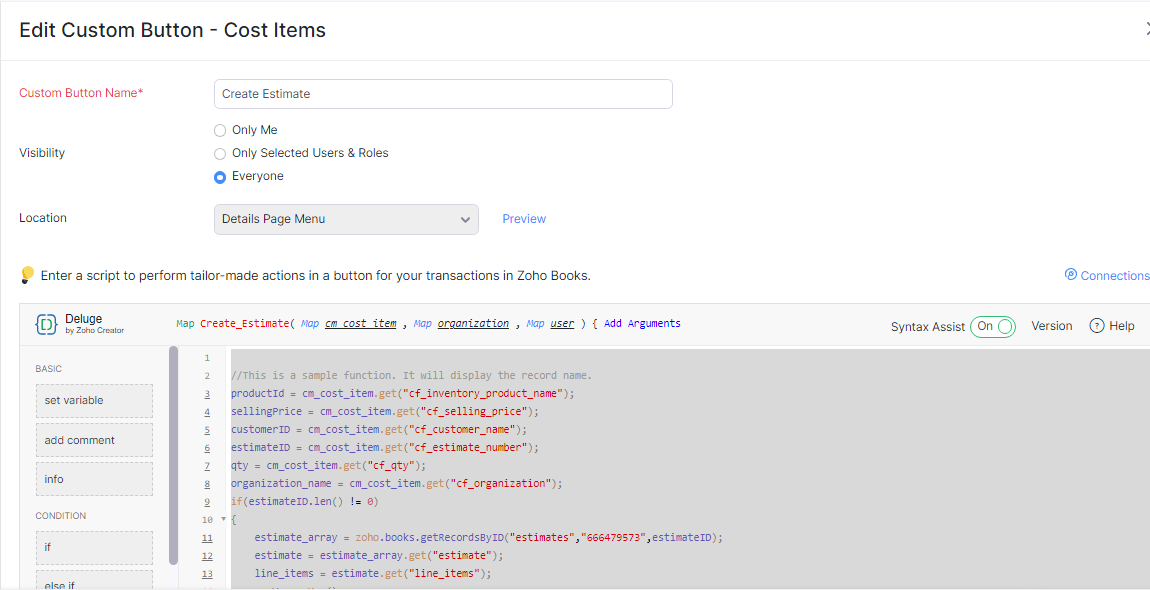 Edit Custom Button - Cost Items
Custom Button Name*
Create Estimate
Only Me
Visibility
Only Selected Users & Roles
Everyone
Location
Details Page Menu
Preview
Enter a script to perform tailor-made actions in a button for your transactions in Zoho Books.
Connections
Deluge
by Zoho Creator
Map Create_Estimate( Map cm_cost_item , Map organization , Map user ) { Add Arguments
Syntax Assist On
Version
Help
BASIC
set variable
add comment
info
CONDITION
if
else if
1
2 //This is a sample function. It will display the record name.
3 productId = cm_cost_item.get("cf_inventory_product_name");
4 sellingPrice = cm_cost_item.get("cf_selling_price");
5 customerID = cm_cost_item.get("cf_customer_name");
6 estimateID = cm_cost_item.get("cf_estimate_number");
7 qty = cm_cost_item.get("cf_qty");
8 organization_name = cm_cost_item.get("cf_organization");
9 if(estimateID.len() != 0)
10 {
11 estimate_array = zoho.books.getRecordsByID("estimates","666479573",estimateID);
12 estimate = estimate_array.get("estimate");
13 line_items = estimate.get("line_items");